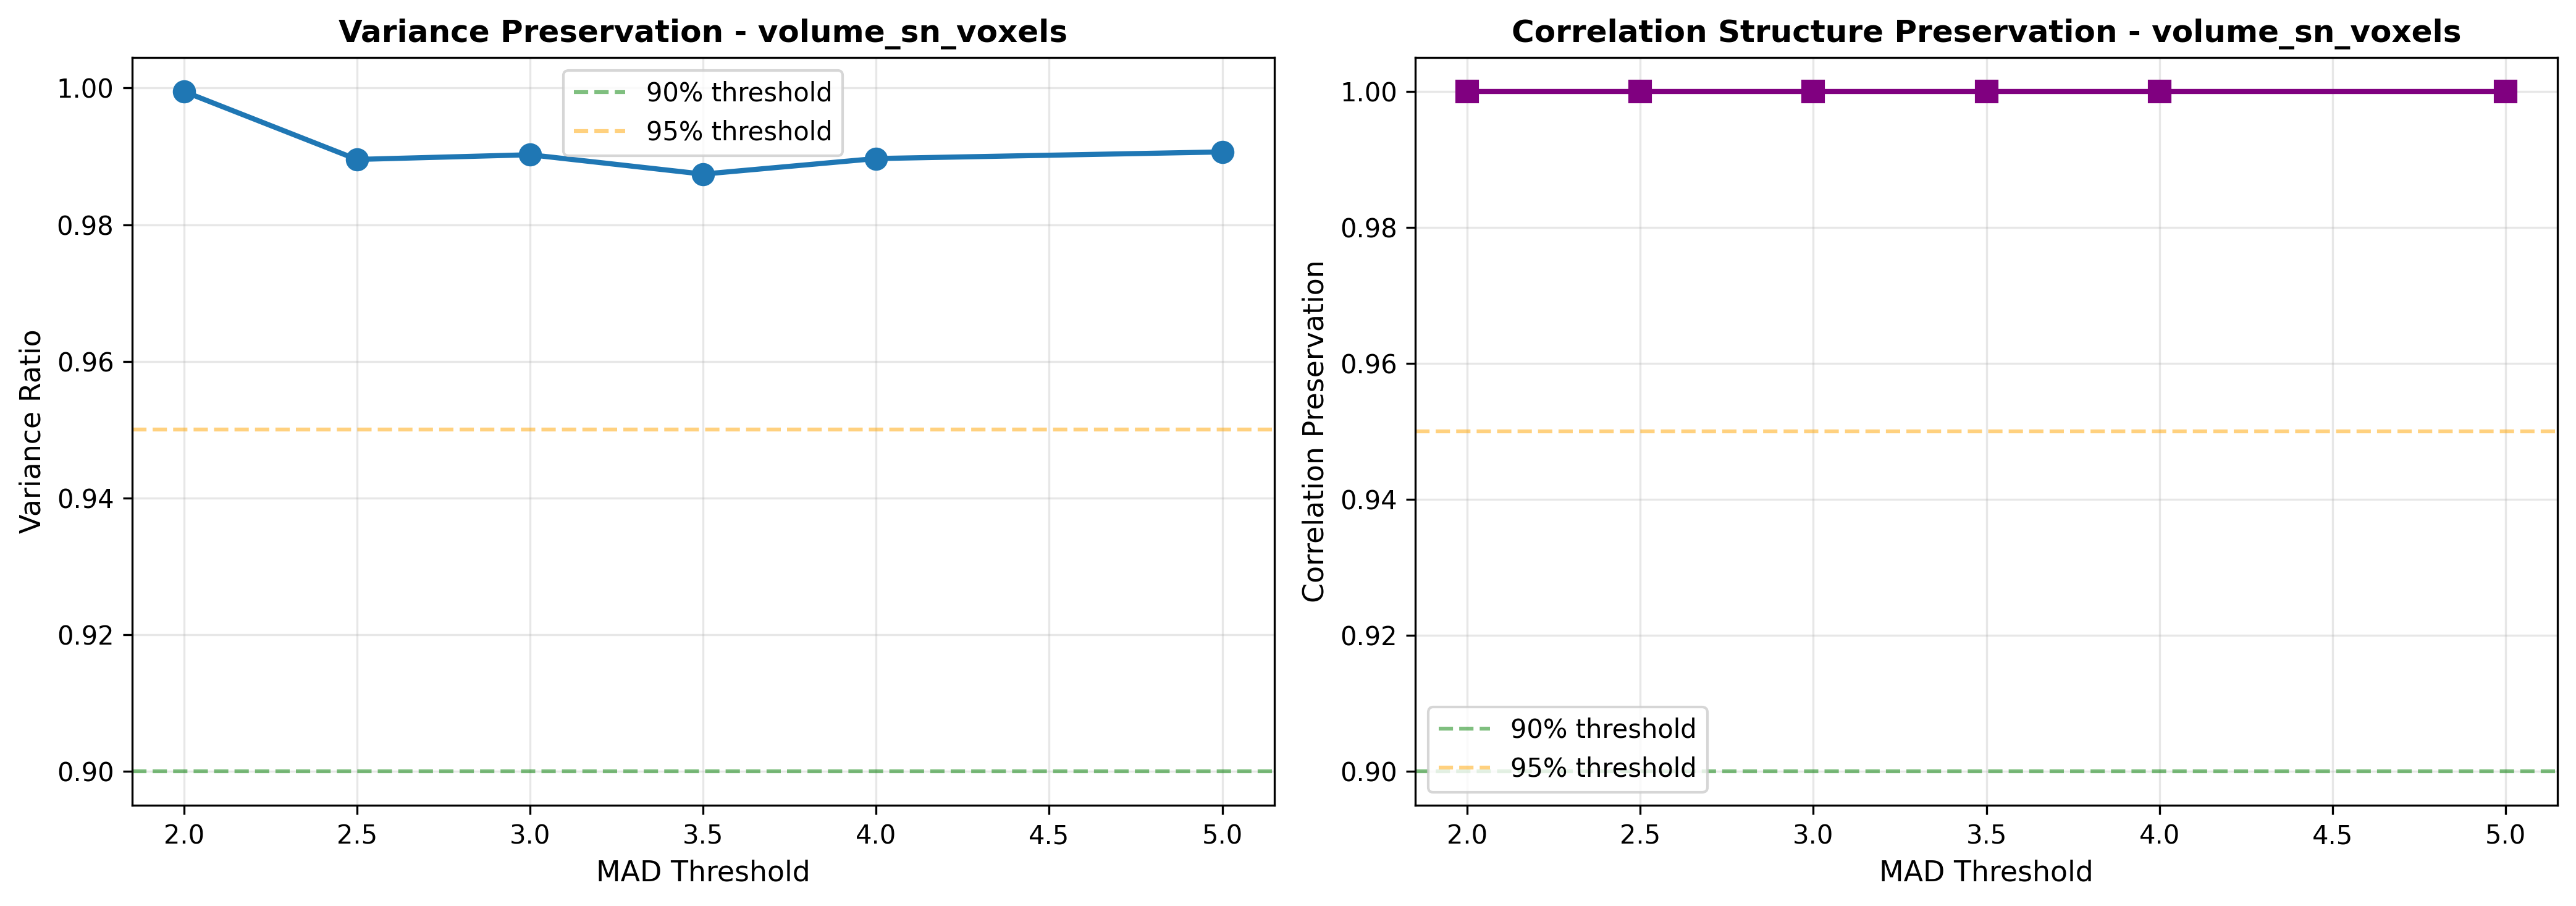 Variance Preservation - volume_sn_voxels
Variance Ratio
1.00
0.98
0.96
0.94
0.92
0.90
90% threshold
95% threshold
2.0 2.5 3.0 3.5 4.0 4.5 5.0
MAD Threshold
Correlation Structure Preservation - volume_sn_voxels
Correlation Preservation
1.00
0.98
0.96
0.94
0.92
0.90
90% threshold
95% threshold
2.0 2.5 3.0 3.5 4.0 4.5 5.0
MAD Threshold